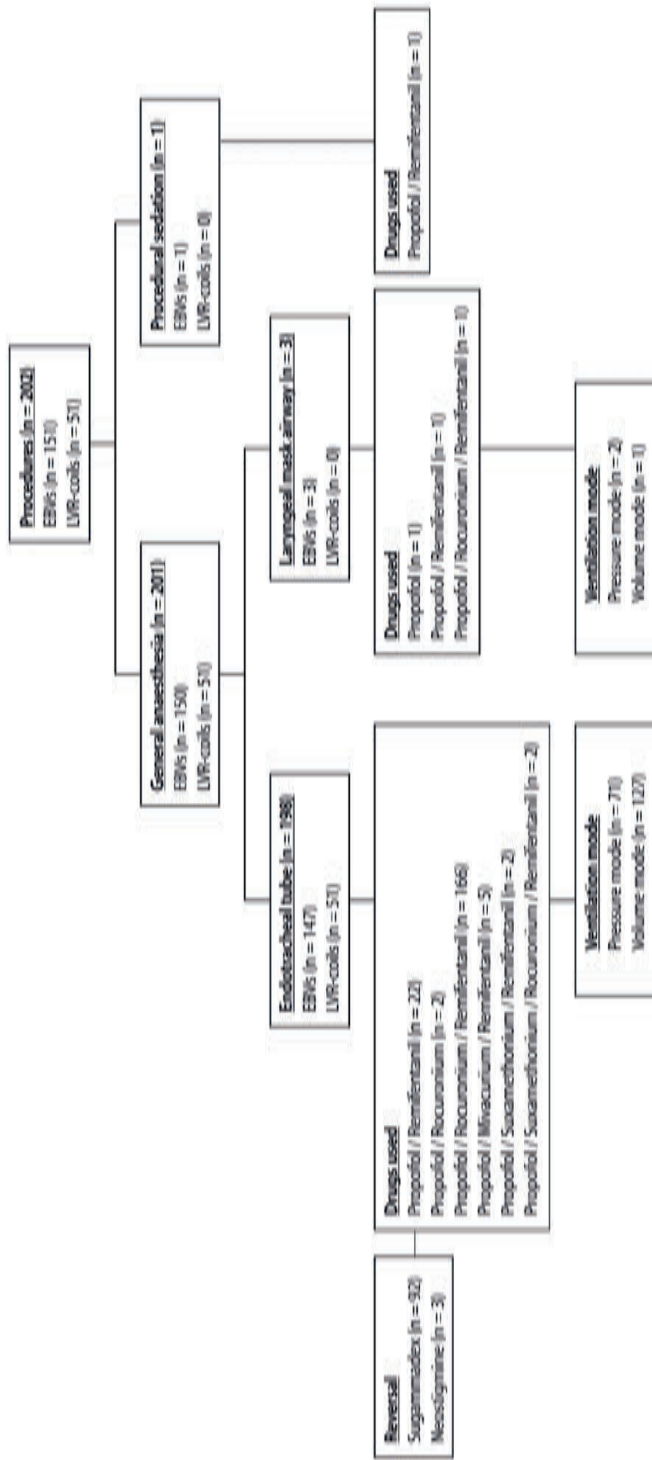 Procedures (n = 202)
EBVs (n = 151)
LVR-coils (n = 51)
General anaesthesia (n = 201)
EBVs (n = 150)
LVR-coils (n = 51)
Procedural sedation (n = 1)
EBVs (n = 1)
LVR-coils (n = 0)
Endotracheal tube (n = 198)
EBVs (n = 147)
LVR-coils (n = 51)
Laryngeal mask airway (n = 3)
EBVs (n = 3)
LVR-coils (n = 0)
Reversal
Sugammadex (n = 92)
Neostigmine (n = 3)
Drugs used
Propofol / Remifentanil (n = 22)
Propofol / Rocuronium (n = 2)
Propofol / Rocuronium / Remifentanil (n = 166)
Propofol / Mivacurium / Remifentanil (n = 5)
Propofol / Suxamethonium / Remifentanil (n = 2)
Propofol / Suxamethonium / Rocuronium / Remifentanil (n = 2)
Drugs used
Propofol (n = 1)
Propofol / Remifentanil (n = 1)
Propofol / Rocuronium / Remifentanil (n = 1)
Drugs used
Propofol / Remifentanil (n = 1)
Ventilation mode
Pressure mode (n = 71)
Volume mode (n = 127)
Ventilation mode
Pressure mode (n = 2)
Volume mode (n = 1)